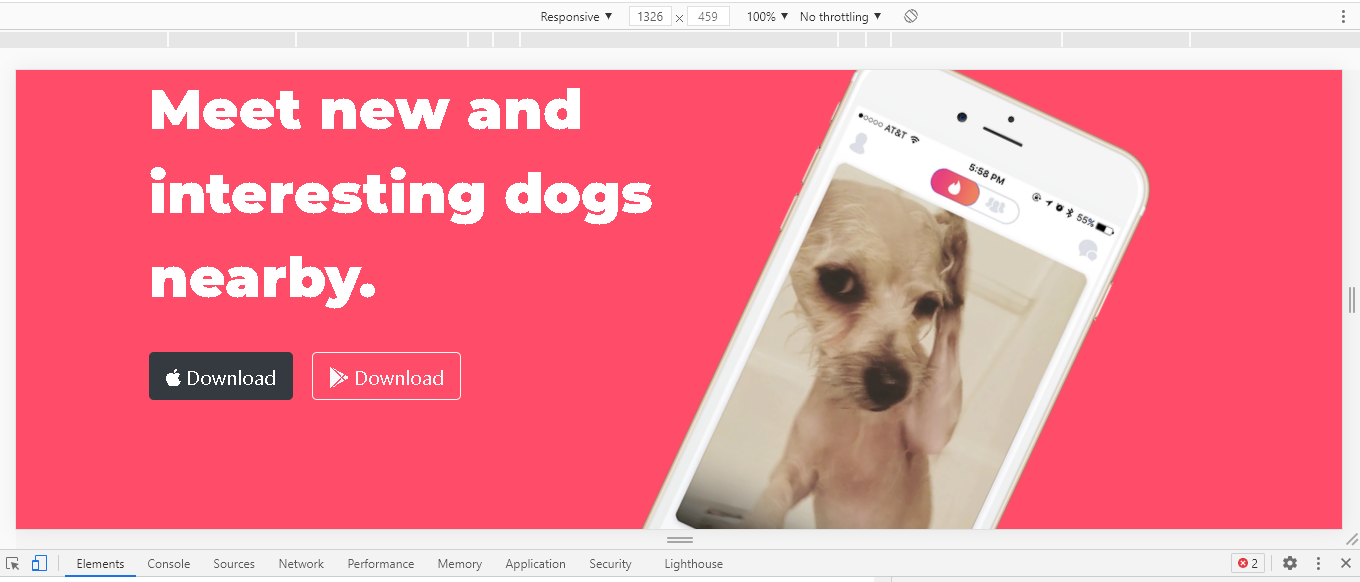 Responsive ▼ 1326 × 459 100% ▼ No throttling ▼
Meet new and
interesting dogs
nearby.
Download Download
AT&T
5:58 PM
55%
Elements Console Sources Network Performance Memory Application Security Lighthouse 2